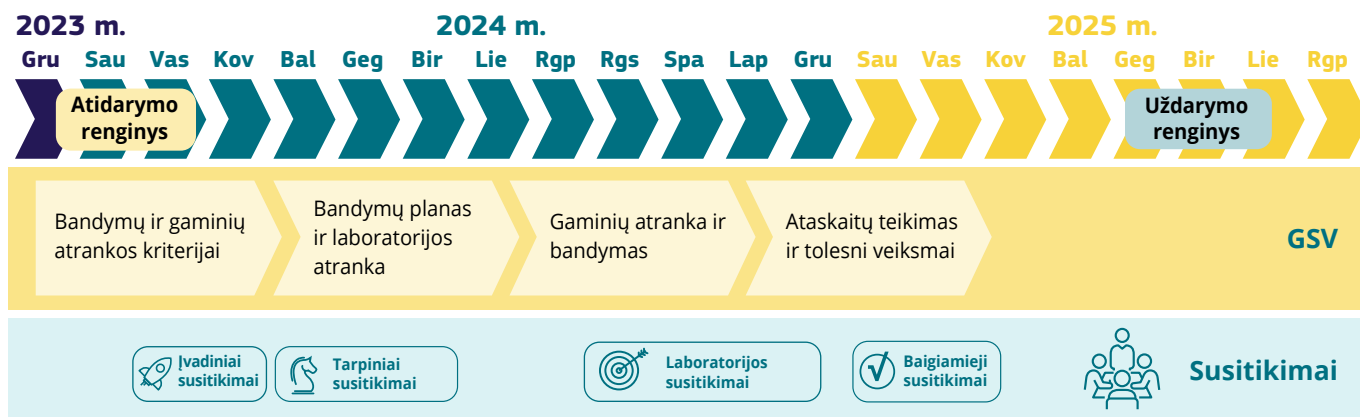 2023 m.
2024 m.
2025 m.
Gru Sau Vas Kov Bal Geg Bir Lie Rgp Rgs Spa Lap Gru Sau Vas Kov Bal Geg Bir Lie Rgp
Atidarymo
renginys
Uždarymo
renginys
Bandymų ir gaminių
atrankos kriterijai
Bandymų planas
ir laboratorijos
atranka
Gaminių atranka ir
bandymas
Ataskaitų teikimas
ir tolesni veiksmai
GSV
Įvadiniai
susitikimai
Tarpiniai
susitikimai
Laboratorijos
susitikimai
Baigiamieji
susitikimai
Susitikimai